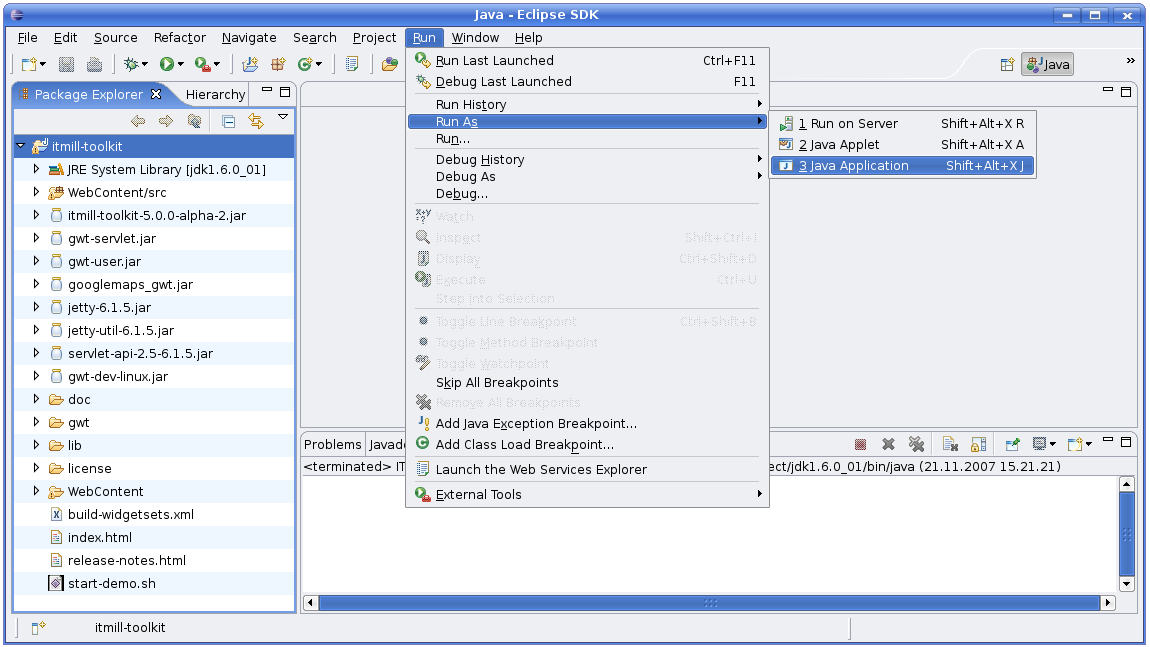 Java - Eclipse SDK
File Edit Source Refactor Navigate Search Project Run Window Help
Java »
Package Explorer Hierarchy
itmill-toolkit
JRE System Library [jdk1.6.0_01]
WebContent/src
itmill-toolkit-5.0.0-alpha-2.jar
gwt-servlet.jar
gwt-user.jar
googlemaps_gwt.jar
jetty-6.1.5.jar
jetty-util-6.1.5.jar
servlet-api-2.5-6.1.5.jar
gwt-dev-linux.jar
doc
gwt
lib
license
WebContent
build-widgetsets.xml
index.html
release-notes.html
start-demo.sh
Run Last Launched Ctrl+F11
Debug Last Launched F11
Run History
Run As
Run...
Debug History
Debug As
Debug...
Watch
Inspect Shift+Ctrl+I
Display Ctrl+Shift+D
Execute Ctrl+U
Step Into Selection
Toggle Line Breakpoint Ctrl+Shift+B
Toggle Method Breakpoint
Toggle Watchpoint
Skip All Breakpoints
Remove All Breakpoints
Add Java Exception Breakpoint...
Add Class Load Breakpoint...
Launch the Web Services Explorer
External Tools
1 Run on Server Shift+Alt+X R
2 Java Applet Shift+Alt+X A
3 Java Application Shift+Alt+X J
Problems Javado
<terminated> IT ect/jdk1.6.0_01/bin/java (21.11.2007 15.21.21)
itmill-toolkit